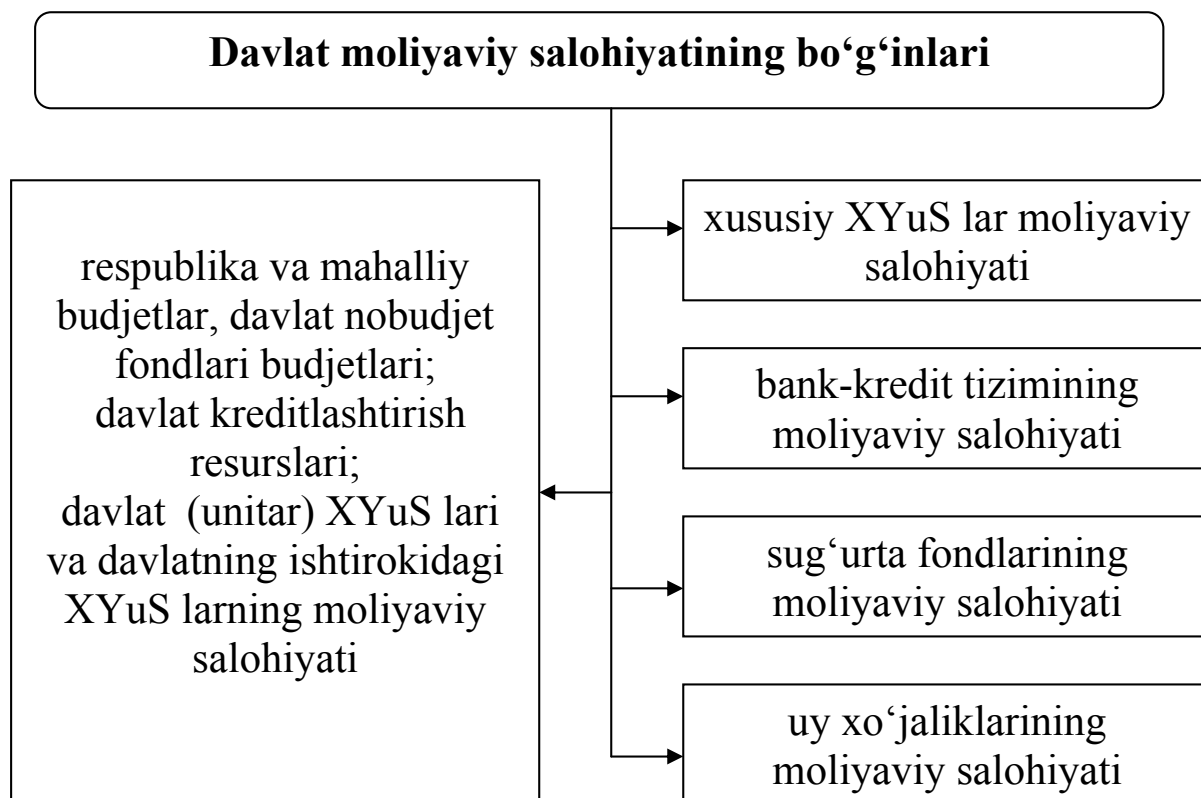 Davlat moliyaviy salohiyatining bo‘g‘inlari
respublika va mahalliy
budjetlar, davlat nobudjet
fondlari budjetlari;
davlat kreditlashtirish
resurslari;
davlat (unitar) XYuS lari
va davlatning ishtirokidagi
XYuS larning moliyaviy
salohiyati
xususiy XYuS lar moliyaviy
salohiyati
bank-kredit tizimining
moliyaviy salohiyati
sug‘urta fondlarining
moliyaviy salohiyati
uy xo‘jaliklarining
moliyaviy salohiyati